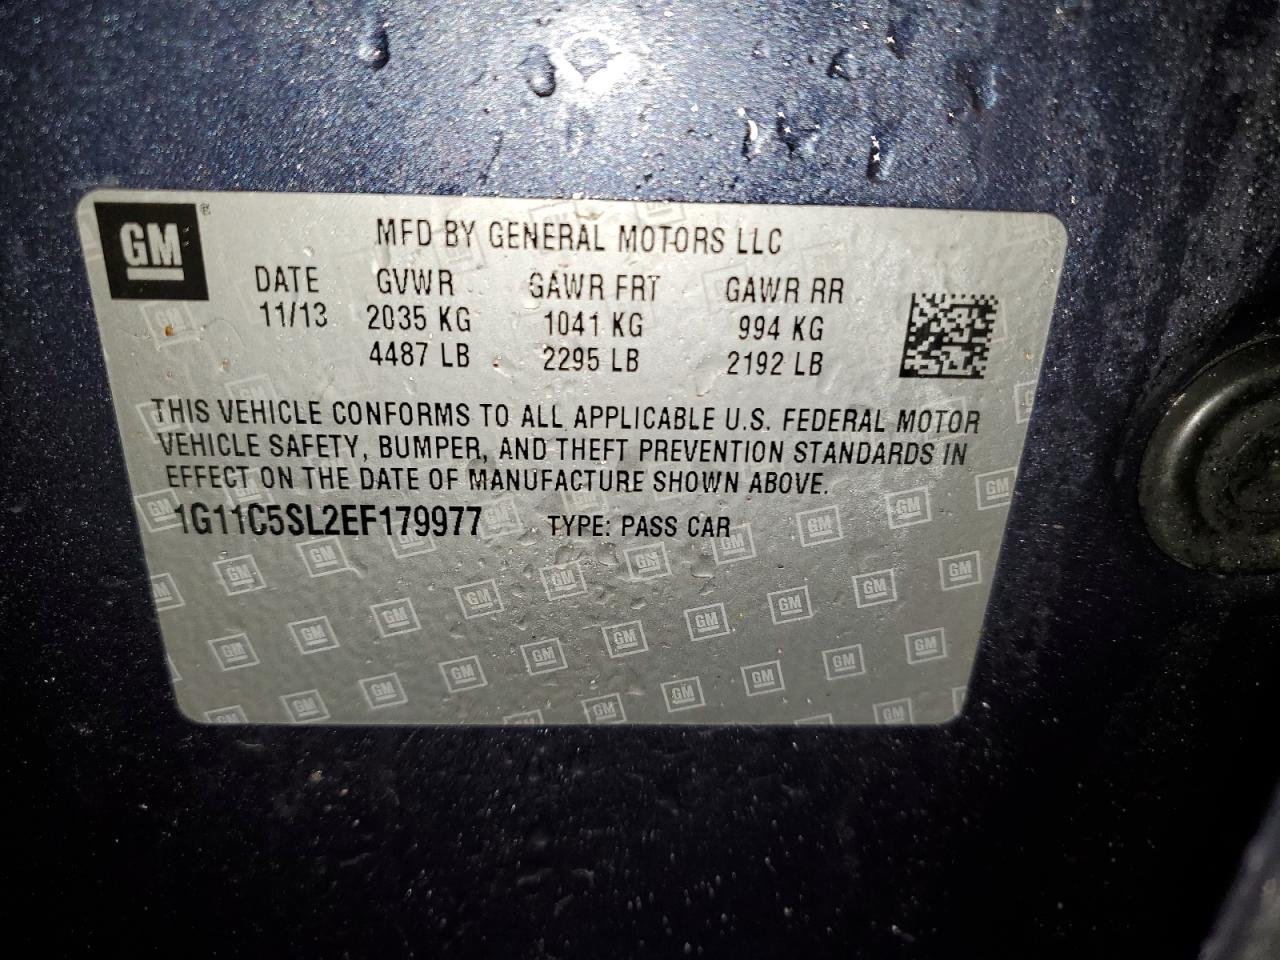 GM
MFD BY GENERAL MOTORS LLC
DATE GVWR GAWR FRT GAWR RR
11/13 2035 KG 1041 KG 994 KG
4487 LB 2295 LB 2192 LB
THIS VEHICLE CONFORMS TO ALL APPLICABLE U.S. FEDERAL MOTOR
VEHICLE SAFETY, BUMPER, AND THEFT PREVENTION STANDARDS IN
EFFECT ON THE DATE OF MANUFACTURE SHOWN ABOVE.
1G11C5SL2EF179977 TYPE: PASS CAR